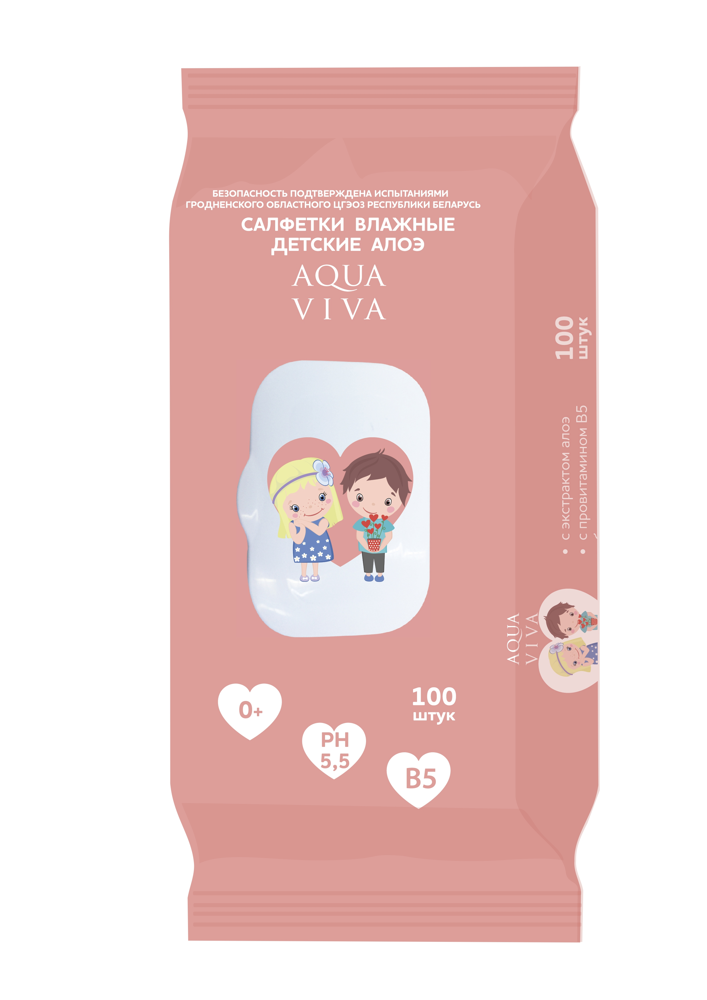 БЕЗОПАСНОСТЬ ПОДТВЕРЖДЕНА ИСПЫТАНИЯМИ
ГРОДНЕНСКОГО ОБЛАСТНОГО ЦГЭОЗ РЕСПУБЛИКИ БЕЛАРУСЬ
САЛФЕТКИ ВЛАЖНЫЕ
ДЕТСКИЕ АЛОЭ
AQUA
VIVA
0+
100
штук
PH
5,5
B5
100
штук
• с экстрактом алоэ
• с провитамином B5
AQUA
VIVA